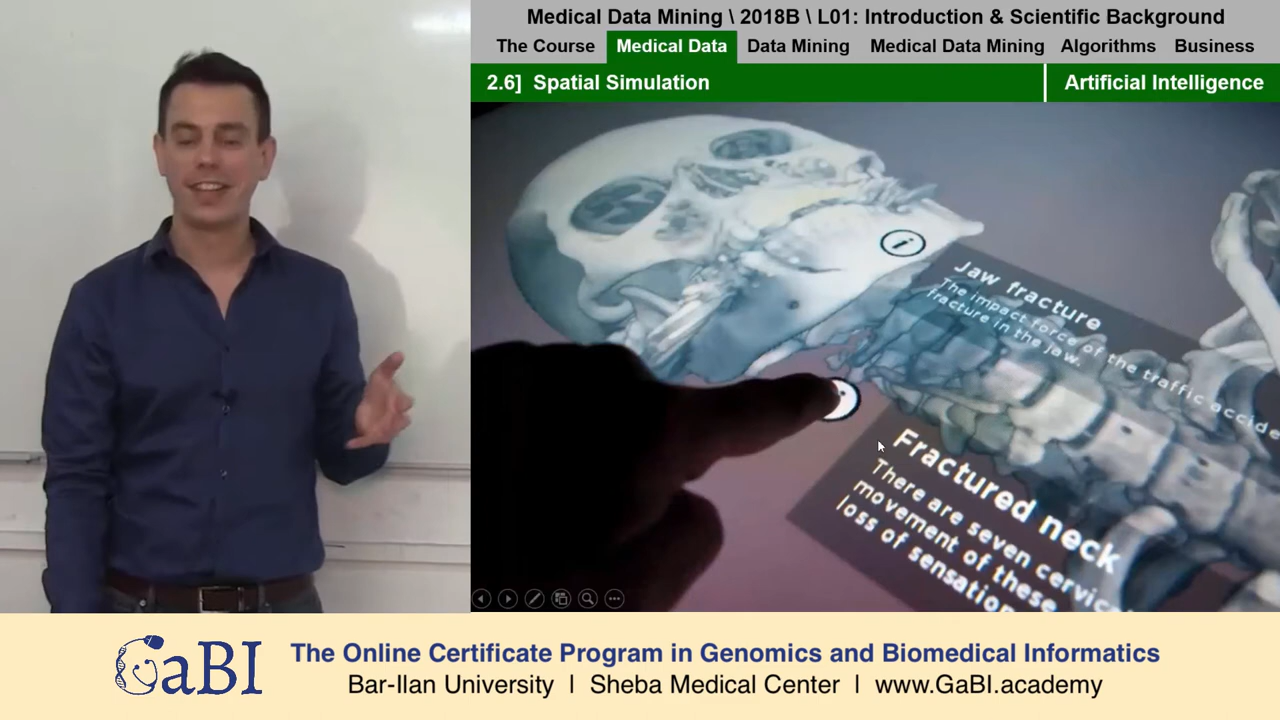 Medical Data Mining \ 2018B \ L01: Introduction & Scientific Background
The Course Medical Data Data Mining Medical Data Mining Algorithms Business
2.6] Spatial Simulation Artificial Intelligence
i
Jaw fracture
The impact force of the traffic accide
fracture in the jaw.
Fractured neck
There are seven cervica
movement of these
loss of sensation
GaBI
The Online Certificate Program in Genomics and Biomedical Informatics
Bar-Ilan University | Sheba Medical Center | www.GaBI.academy